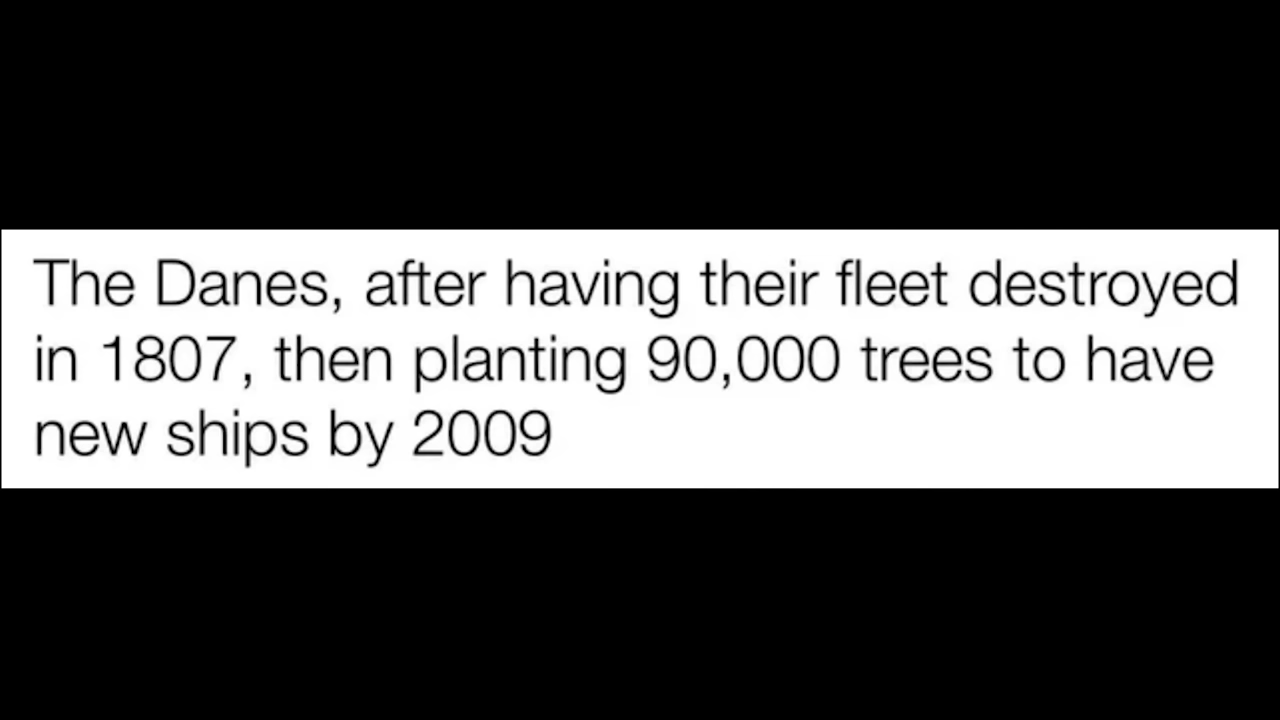 The Danes, after having their fleet destroyed
in 1807, then planting 90,000 trees to have
new ships by 2009